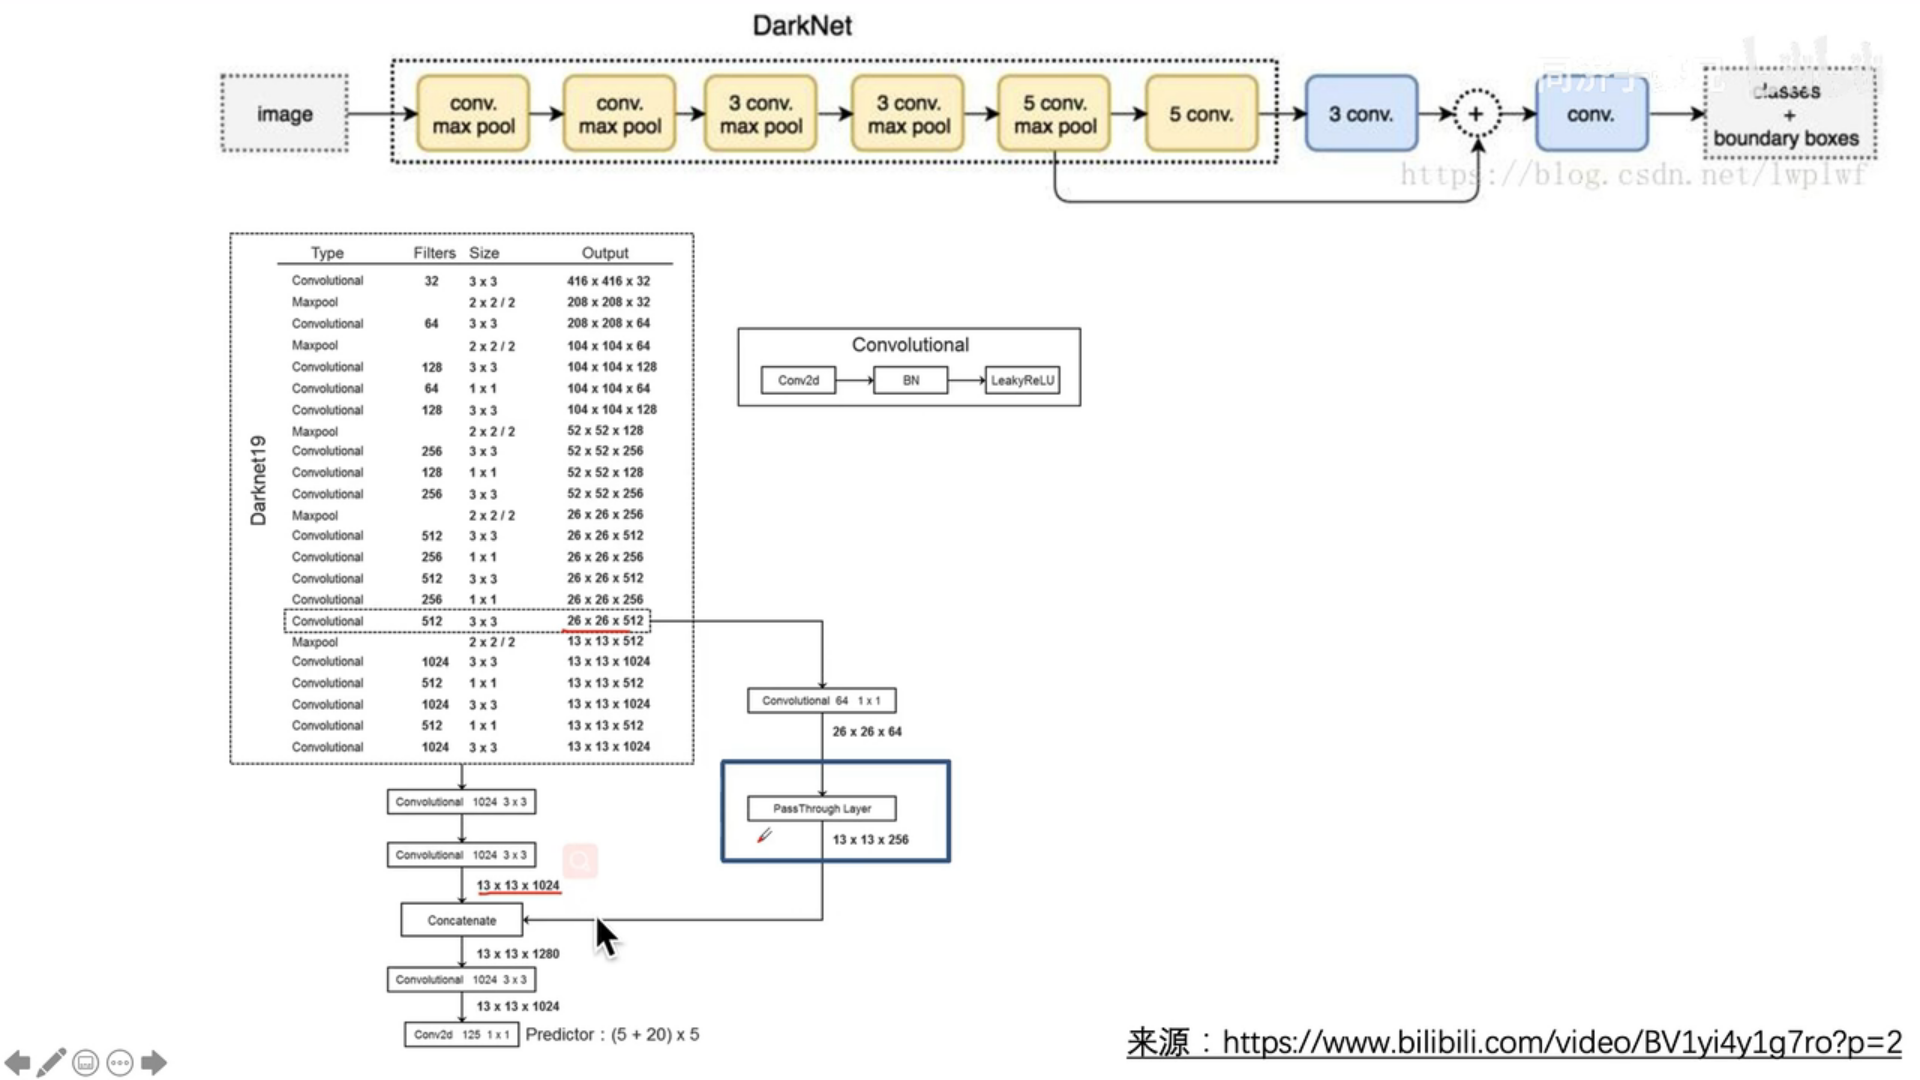 DarkNet
image
conv.
max pool
conv.
max pool
3 conv.
max pool
3 conv.
max pool
5 conv.
max pool
5 conv.
3 conv.
+
conv.
classes
+
boundary boxes
https://blog.csdn.net/lwplwf
Type Filters Size Output
Convolutional 32 3 x 3 416 x 416 x 32
Maxpool 2 x 2 / 2 208 x 208 x 32
Convolutional 64 3 x 3 208 x 208 x 64
Maxpool 2 x 2 / 2 104 x 104 x 64
Convolutional 128 3 x 3 104 x 104 x 128
Convolutional 64 1 x 1 104 x 104 x 64
Convolutional 128 3 x 3 104 x 104 x 128
Maxpool 2 x 2 / 2 52 x 52 x 128
Convolutional 256 3 x 3 52 x 52 x 256
Convolutional 128 1 x 1 52 x 52 x 128
Convolutional 256 3 x 3 52 x 52 x 256
Maxpool 2 x 2 / 2 26 x 26 x 256
Convolutional 512 3 x 3 26 x 26 x 512
Convolutional 256 1 x 1 26 x 26 x 256
Convolutional 512 3 x 3 26 x 26 x 512
Convolutional 256 1 x 1 26 x 26 x 256
Convolutional 512 3 x 3 26 x 26 x 512
Maxpool 2 x 2 / 2 13 x 13 x 512
Convolutional 1024 3 x 3 13 x 13 x 1024
Convolutional 512 1 x 1 13 x 13 x 512
Convolutional 1024 3 x 3 13 x 13 x 1024
Convolutional 512 1 x 1 13 x 13 x 512
Convolutional 1024 3 x 3 13 x 13 x 1024
Darknet19
Convolutional
Conv2d BN LeakyReLU
Convolutional 64 1 x 1
26 x 26 x 64
PassThrough Layer
13 x 13 x 256
Convolutional 1024 3 x 3
Convolutional 1024 3 x 3
13 x 13 x 1024
Concatenate
13 x 13 x 1280
Convolutional 1024 3 x 3
13 x 13 x 1024
Conv2d 125 1 x 1 Predictor : (5 + 20) x 5
来源：https://www.bilibili.com/video/BV1yi4y1g7ro?p=2